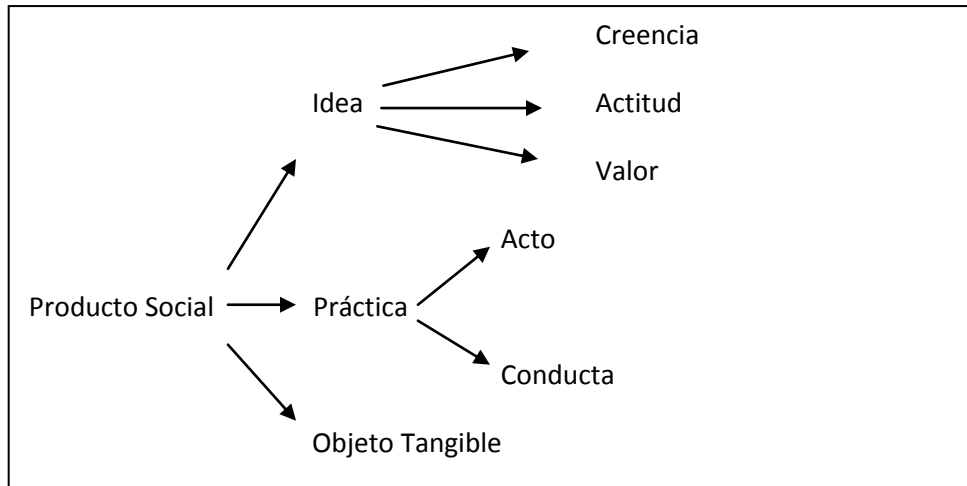 Creencia
Idea
Actitud
Valor
Acto
Producto Social
Práctica
Conducta
Objeto Tangible